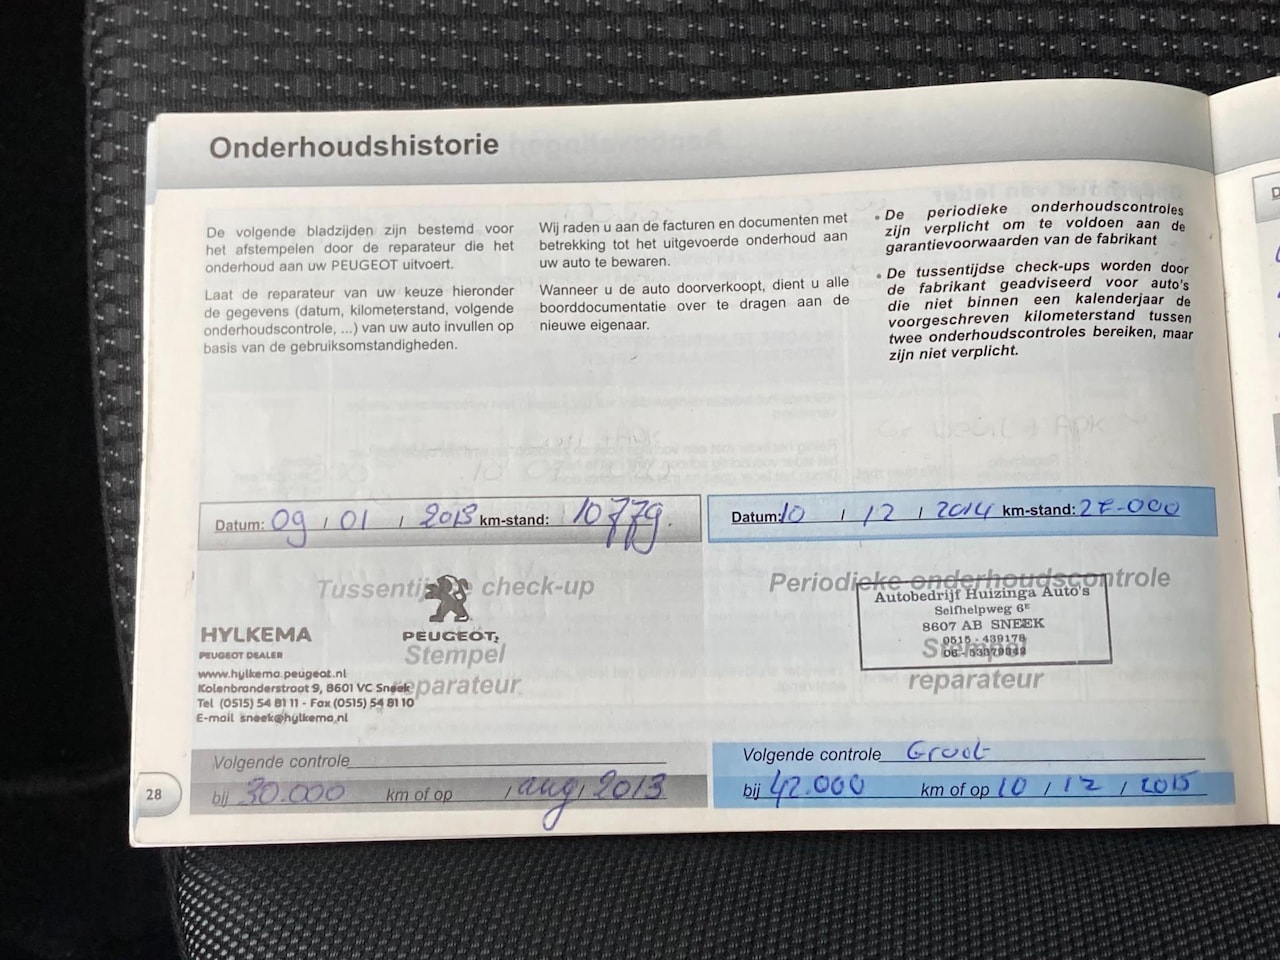 Onderhoudshistorie
De volgende bladzijden zijn bestemd voor
het afstempelen door de reparateur die het
onderhoud aan uw PEUGEOT uitvoert.
Laat de reparateur van uw keuze hieronder
de gegevens (datum, kilometerstand, volgende
onderhoudscontrole, ...) van uw auto invullen op
basis van de gebruiksomstandigheden.
Wij raden u aan de facturen en documenten met
betrekking tot het uitgevoerde onderhoud aan
uw auto te bewaren.
Wanneer u de auto doorverkoopt, dient u alle
boorddocumentatie over te dragen aan de
nieuwe eigenaar.
• De periodieke onderhoudscontroles
zijn verplicht om te voldoen aan de
garantievoorwaarden van de fabrikant
• De tussentijdse check-ups worden door
de fabrikant geadviseerd voor auto's
die niet binnen een kalenderjaar de
voorgeschreven kilometerstand tussen
twee onderhoudscontroles bereiken, maar
zijn niet verplicht.
Datum: 09 / 01 / 2013 km-stand: 10779.
Tussentijdse check-up
PEUGEOT
Stempel
reparateur
HYLKEMA
PEUGEOT DEALER
www.hylkema.peugeot.nl
Kolenbranderstraat 9, 8601 VC Sneek
Tel (0515) 54 81 11 - Fax (0515) 54 81 10
E-mail sneek@hylkema.nl
Volgende controle
bij 30.000 km of op / aug / 2013
Datum: 10 / 12 / 2014 km-stand: 27.000
Periodieke onderhoudscontrole
Autobedrijf Huizinga Auto's
Selfhelpweg 6E
8607 AB SNEEK
0515 - 439178
Stempel
reparateur
Volgende controle Groot
bij 42.000 km of op 10 / 12 / 2015
28